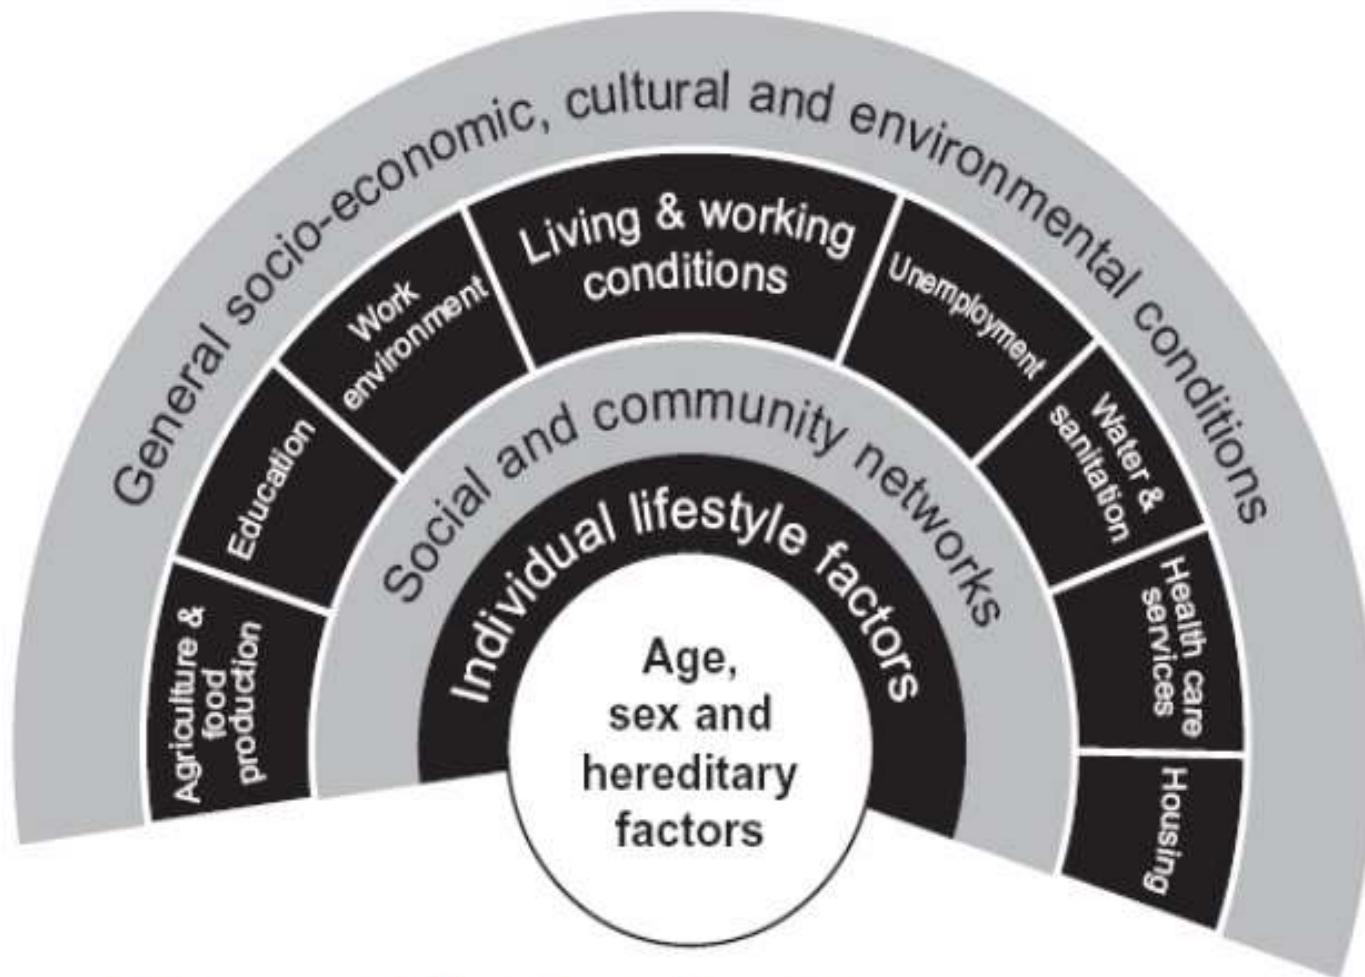 General socio-economic, cultural and environmental conditions
Living & working
conditions
Work
environment
Unemployment
Education
Water &
sanitation
Agriculture &
food
production
Health care
services
Housing
Social and community networks
Individual lifestyle factors
Age,
sex and
hereditary
factors